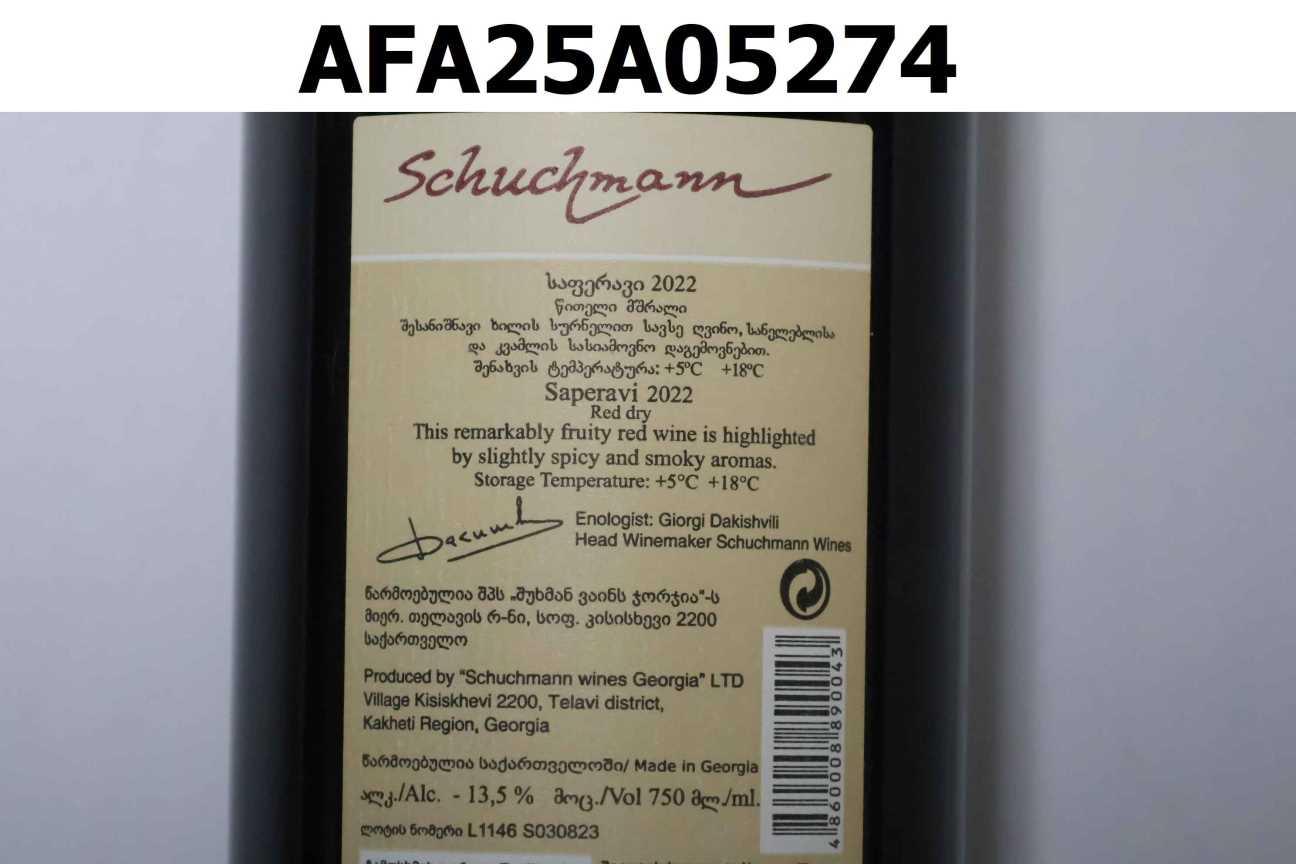 AFA25A05274
Schuchmann
საფერავი 2022
წითელი მშრალი
შესანიშნავი ხილის სურნელით სავსე ღვინო, სანელებლისა
და კვამლის სასიამოვნო დაგემოვნებით.
შენახვის ტემპერატურა: +5°C +18°C
Saperavi 2022
Red dry
This remarkably fruity red wine is highlighted
by slightly spicy and smoky aromas.
Storage Temperature: +5°C +18°C
Enologist: Giorgi Dakishvili
Head Winemaker Schuchmann Wines
წარმოებულია შპს „შუხმან ვაინს ჯორჯია"-ს
მიერ. თელავის რ-ნი, სოფ. კისისხევი 2200
საქართველო
Produced by "Schuchmann wines Georgia" LTD
Village Kisiskhevi 2200, Telavi district,
Kakheti Region, Georgia
წარმოებულია საქართველოში/ Made in Georgia
ალკ./Alc. - 13,5 % მოც./Vol 750 მლ./ml.
ლოტის ნომერი L1146 S030823
4860008890043